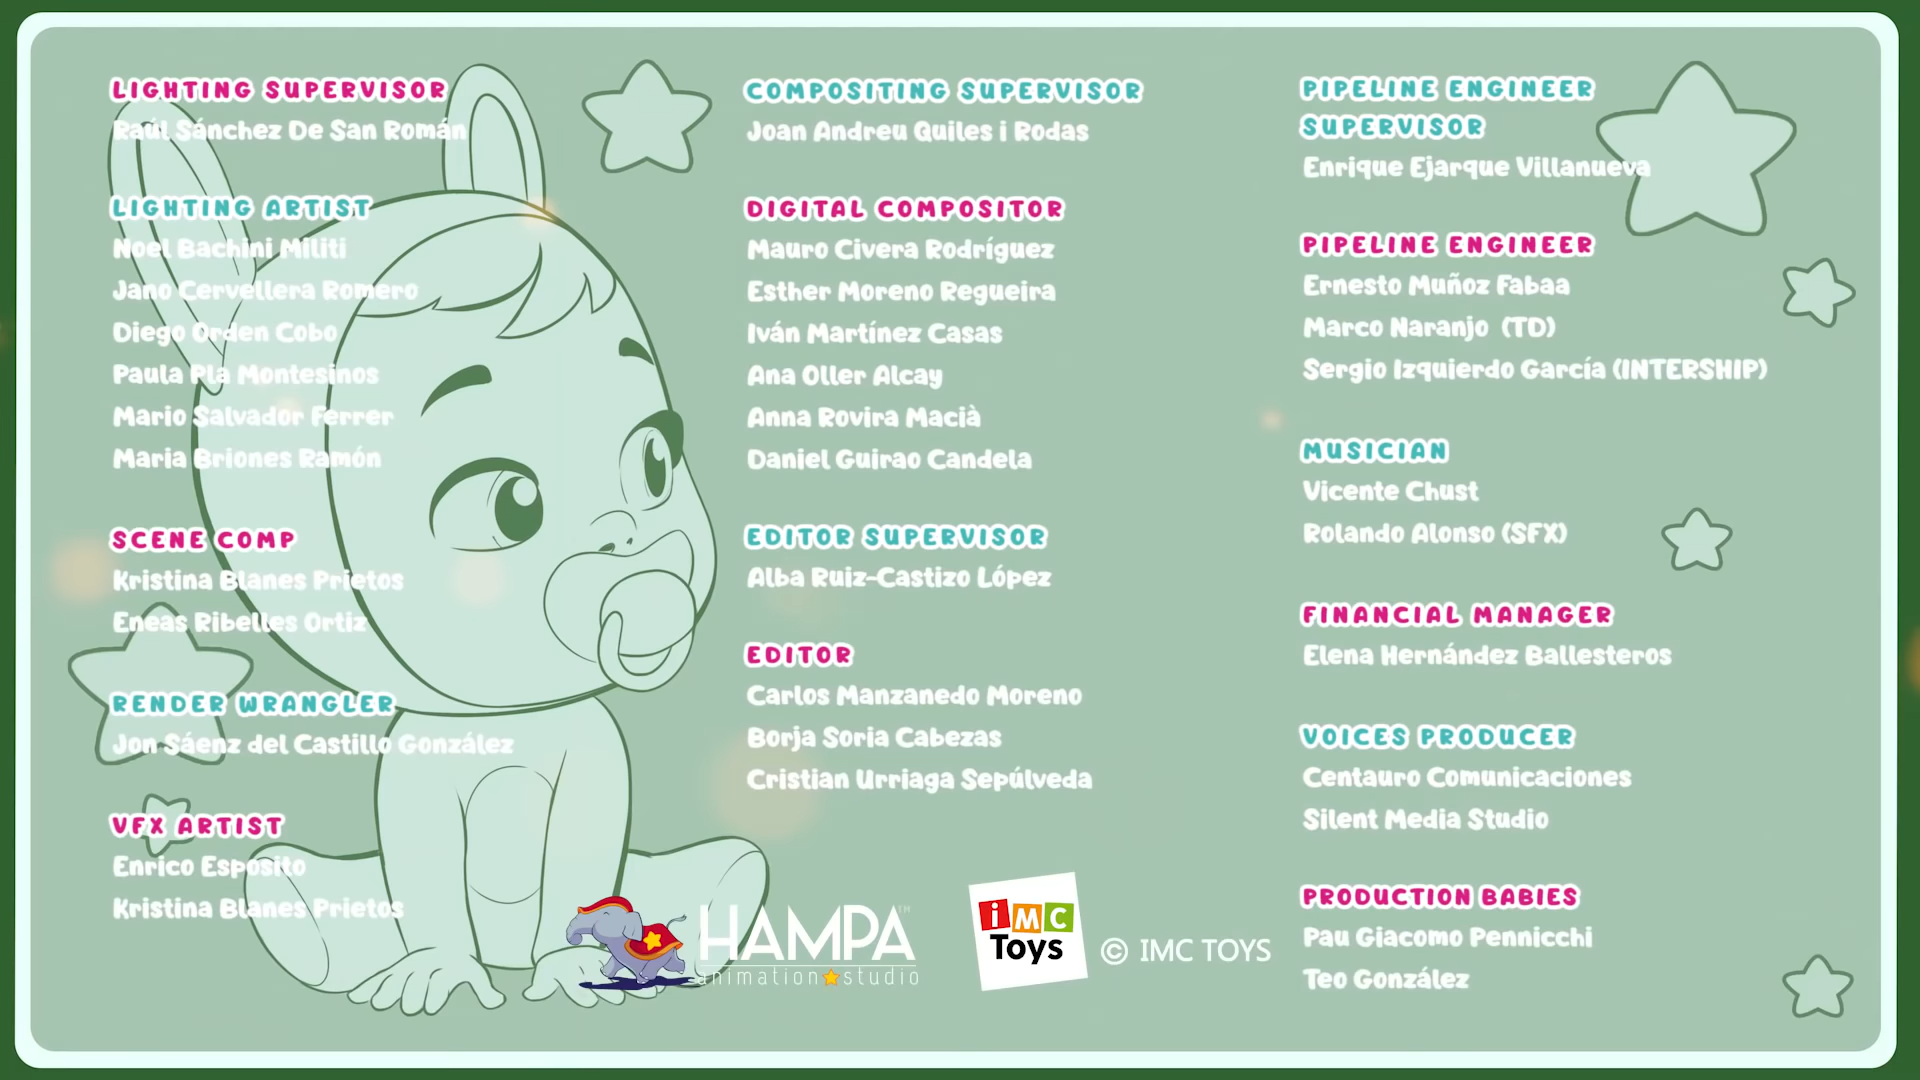 LIGHTING SUPERVISOR
Raúl Sánchez De San Román
LIGHTING ARTIST
Noel Bachini Militi
Jano Cervellera Romero
Diego Orden Cobo
Paula Pla Montesinos
Mario Salvador Ferrer
Maria Briones Ramón
SCENE COMP
Kristina Blanes Prietos
Eneas Ribelles Ortiz
RENDER WRANGLER
Jon Sáenz del Castillo González
VFX ARTIST
Enrico Esposito
Kristina Blanes Prietos
COMPOSITING SUPERVISOR
Joan Andreu Quiles i Rodas
DIGITAL COMPOSITOR
Mauro Civera Rodríguez
Esther Moreno Regueira
Iván Martínez Casas
Ana Oller Alcay
Anna Rovira Macià
Daniel Guirao Candela
EDITOR SUPERVISOR
Alba Ruiz-Castizo López
EDITOR
Carlos Manzanedo Moreno
Borja Soria Cabezas
Cristian Urriaga Sepúlveda
HAMPA™
animation studio
iMC
Toys
© IMC TOYS
PIPELINE ENGINEER
SUPERVISOR
Enrique Ejarque Villanueva
PIPELINE ENGINEER
Ernesto Muñoz Fabaa
Marco Naranjo (TD)
Sergio Izquierdo García (INTERSHIP)
MUSICIAN
Vicente Chust
Rolando Alonso (SFX)
FINANCIAL MANAGER
Elena Hernández Ballesteros
VOICES PRODUCER
Centauro Comunicaciones
Silent Media Studio
PRODUCTION BABIES
Pau Giacomo Pennicchi
Teo González